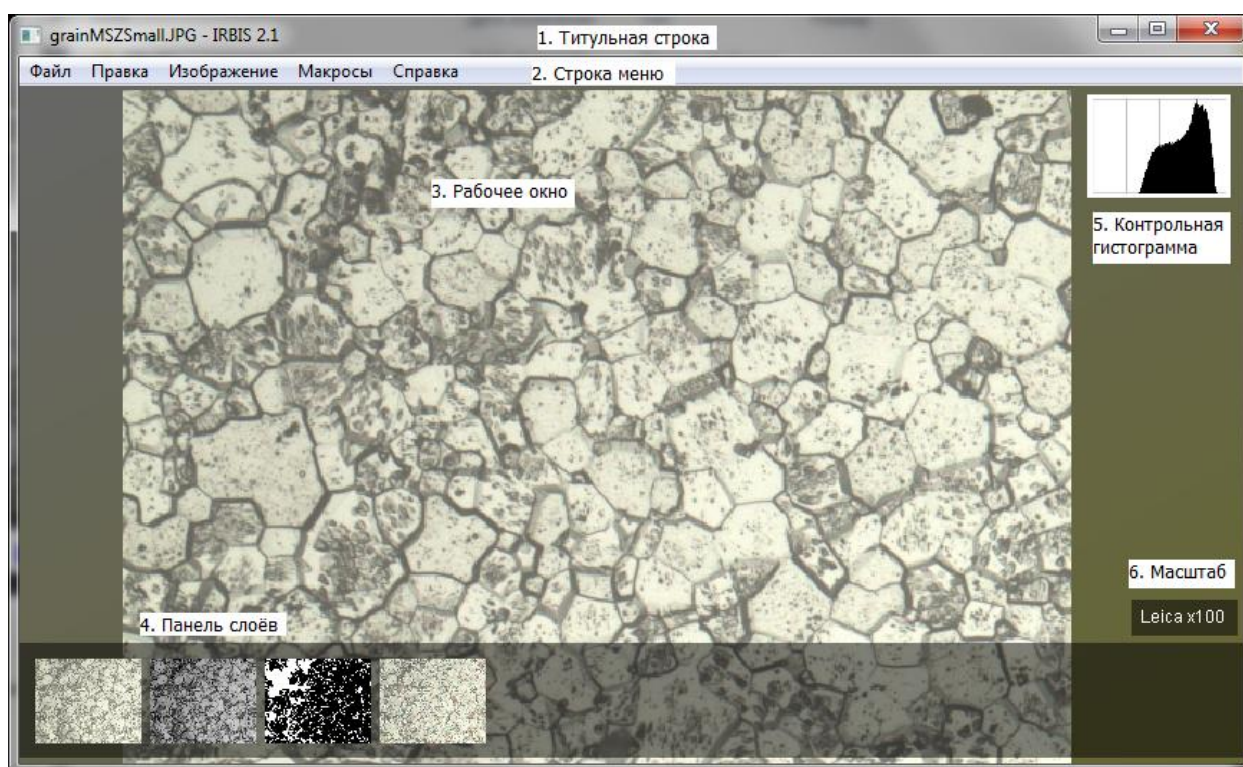 grainMSZSmall.JPG - IRBIS 2.1
1. Титульная строка
Файл Правка Изображение Макросы Справка
2. Строка меню
3. Рабочее окно
5. Контрольная
гистограмма
6. Масштаб
Leica x100
4. Панель слоёв